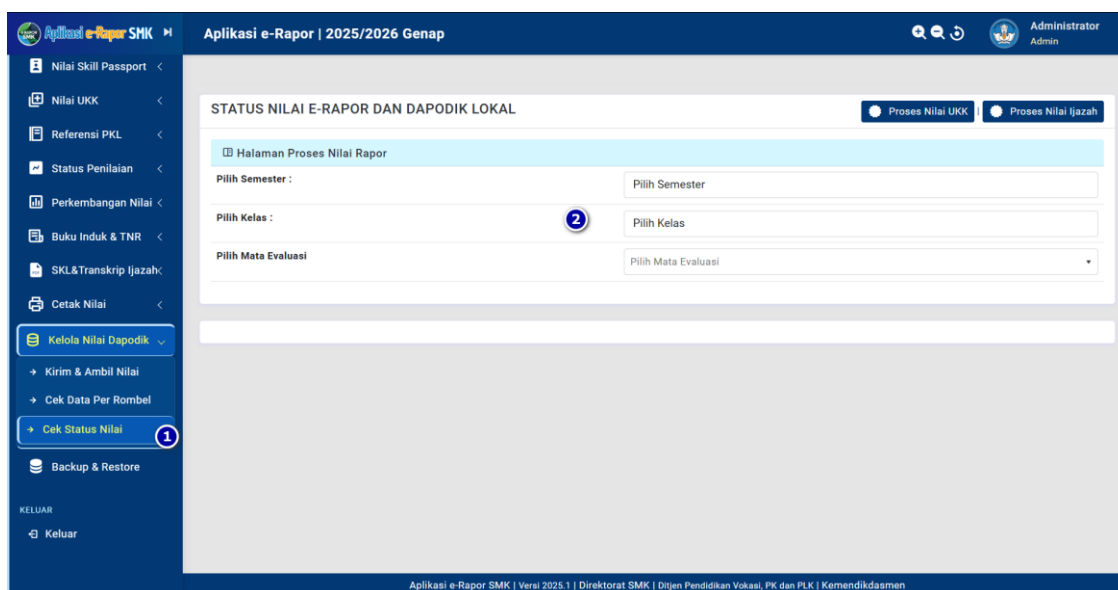 Aplikasi e-Rapor SMK
Aplikasi e-Rapor | 2025/2026 Genap
Administrator
Admin
Nilai Skill Passport
Nilai UKK
Referensi PKL
Status Penilaian
Perkembangan Nilai
Buku Induk & TNR
SKL&Transkrip Ijazah
Cetak Nilai
Kelola Nilai Dapodik
Kirim & Ambil Nilai
Cek Data Per Rombel
Cek Status Nilai
1
Backup & Restore
KELUAR
Keluar
STATUS NILAI E-RAPOR DAN DAPODIK LOKAL
Proses Nilai UKK | Proses Nilai Ijazah
Halaman Proses Nilai Rapor
Pilih Semester :
Pilih Semester
Pilih Kelas :
2
Pilih Kelas
Pilih Mata Evaluasi
Pilih Mata Evaluasi
Aplikasi e-Rapor SMK | Versi 2025.1 | Direktorat SMK | Ditjen Pendidikan Vokasi, PK dan PLK | Kemendikdasmen